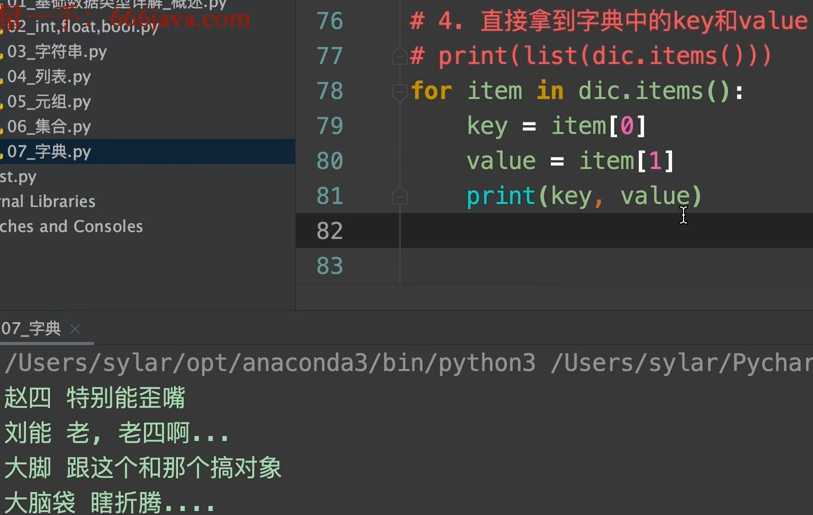 01_基础数据类型详解_概述.py
02_int,float,bool.py
666java.com
03_字符串.py
04_列表.py
05_元组.py
06_集合.py
07_字典.py
st.py
nal Libraries
ches and Consoles
76 # 4. 直接拿到字典中的key和value
77 # print(list(dic.items()))
78 for item in dic.items():
79 key = item[0]
80 value = item[1]
81 print(key, value)
82
83
07_字典 ×
/Users/sylar/opt/anaconda3/bin/python3 /Users/sylar/Pychar
赵四 特别能歪嘴
刘能 老, 老四啊...
大脚 跟这个和那个搞对象
大脑袋 瞎折腾....